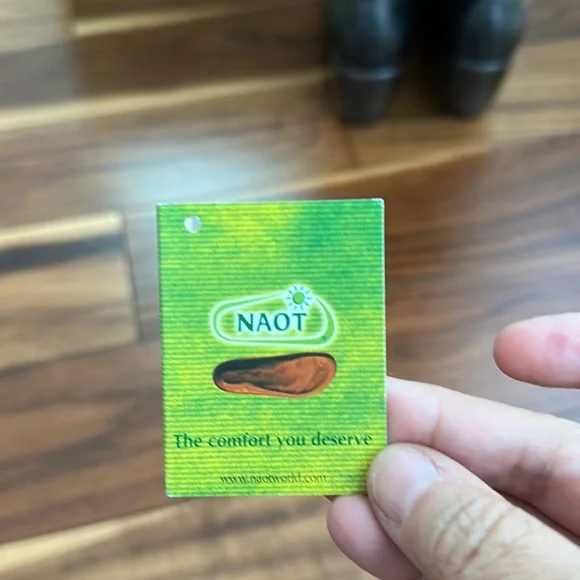 NAOT
The comfort you deserve
www.naotworld.com